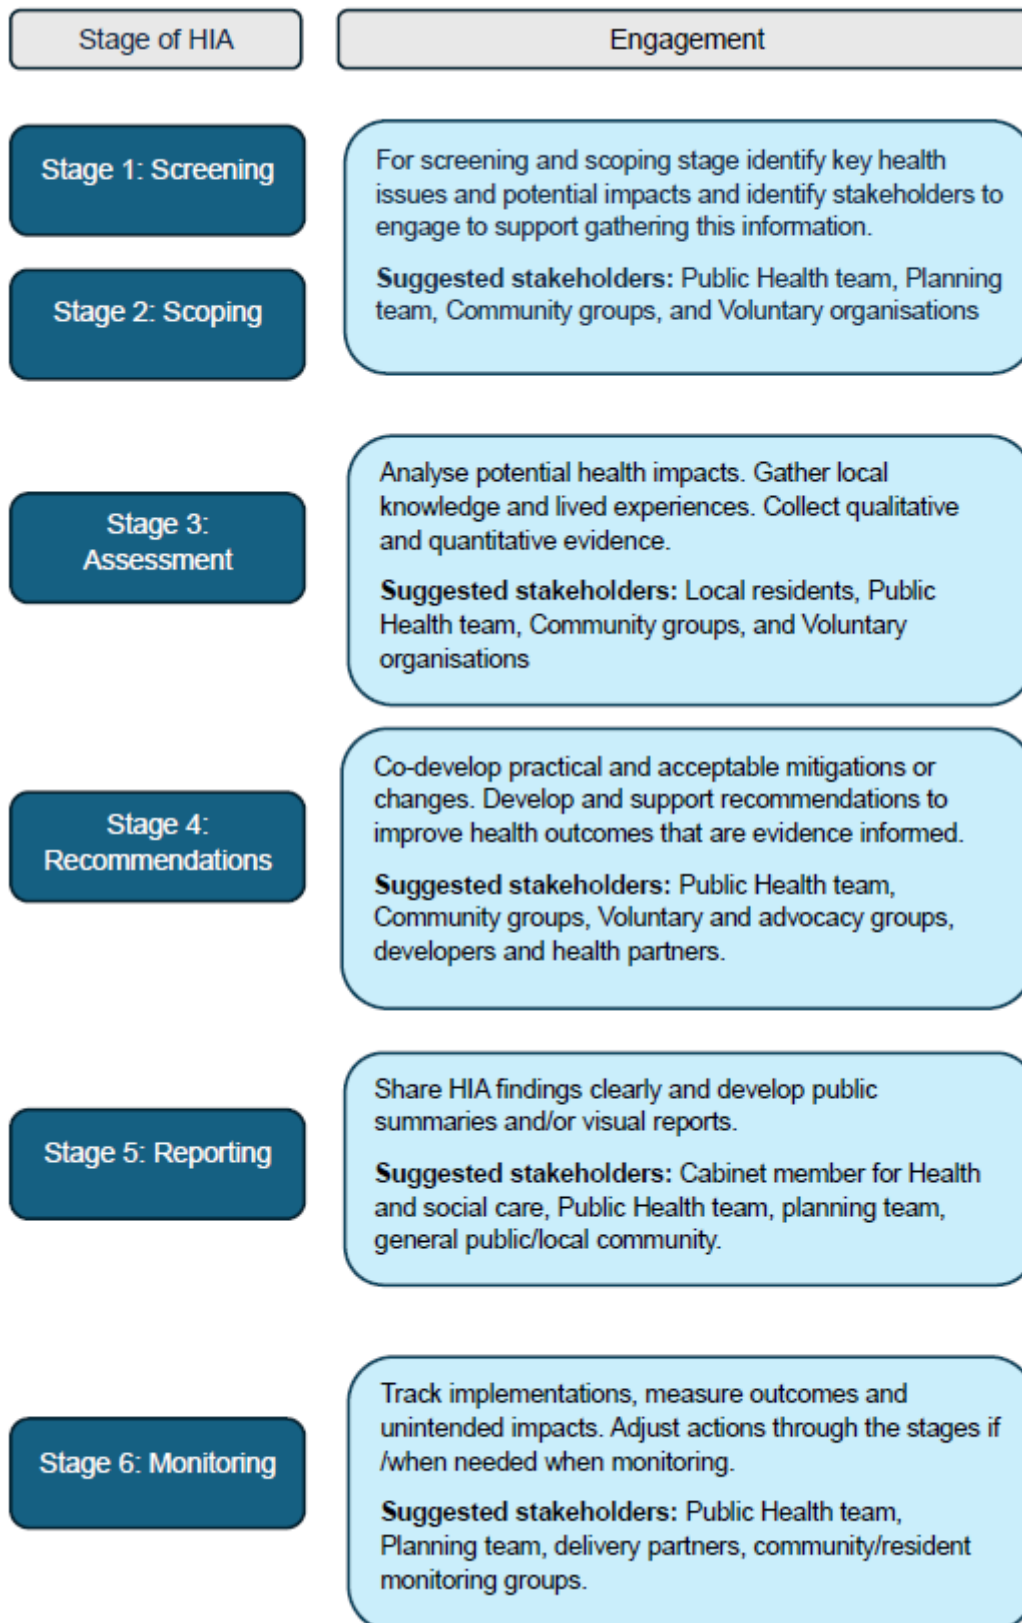 Stage of HIA
Engagement
Stage 1: Screening
Stage 2: Scoping
For screening and scoping stage identify key health
issues and potential impacts and identify stakeholders to
engage to support gathering this information.
Suggested stakeholders: Public Health team, Planning
team, Community groups, and Voluntary organisations
Stage 3:
Assessment
Analyse potential health impacts. Gather local
knowledge and lived experiences. Collect qualitative
and quantitative evidence.
Suggested stakeholders: Local residents, Public
Health team, Community groups, and Voluntary
organisations
Stage 4:
Recommendations
Co-develop practical and acceptable mitigations or
changes. Develop and support recommendations to
improve health outcomes that are evidence informed.
Suggested stakeholders: Public Health team,
Community groups, Voluntary and advocacy groups,
developers and health partners.
Stage 5: Reporting
Share HIA findings clearly and develop public
summaries and/or visual reports.
Suggested stakeholders: Cabinet member for Health
and social care, Public Health team, planning team,
general public/local community.
Stage 6: Monitoring
Track implementations, measure outcomes and
unintended impacts. Adjust actions through the stages if
/when needed when monitoring.
Suggested stakeholders: Public Health team,
Planning team, delivery partners, community/resident
monitoring groups.